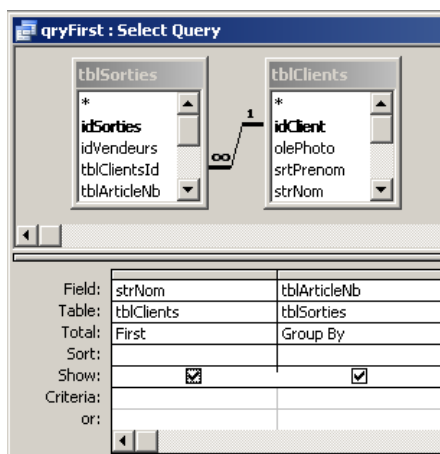 qryFirst : Select Query
tblSorties
*
idSorties
idVendeurs
tblClientsId
tblArticleNb
∞
1
tblClients
*
idClient
olePhoto
srtPrenom
strNom
Field: strNom tblArticleNb
Table: tblClients tblSorties
Total: First Group By
Sort:
Show:
Criteria:
or: